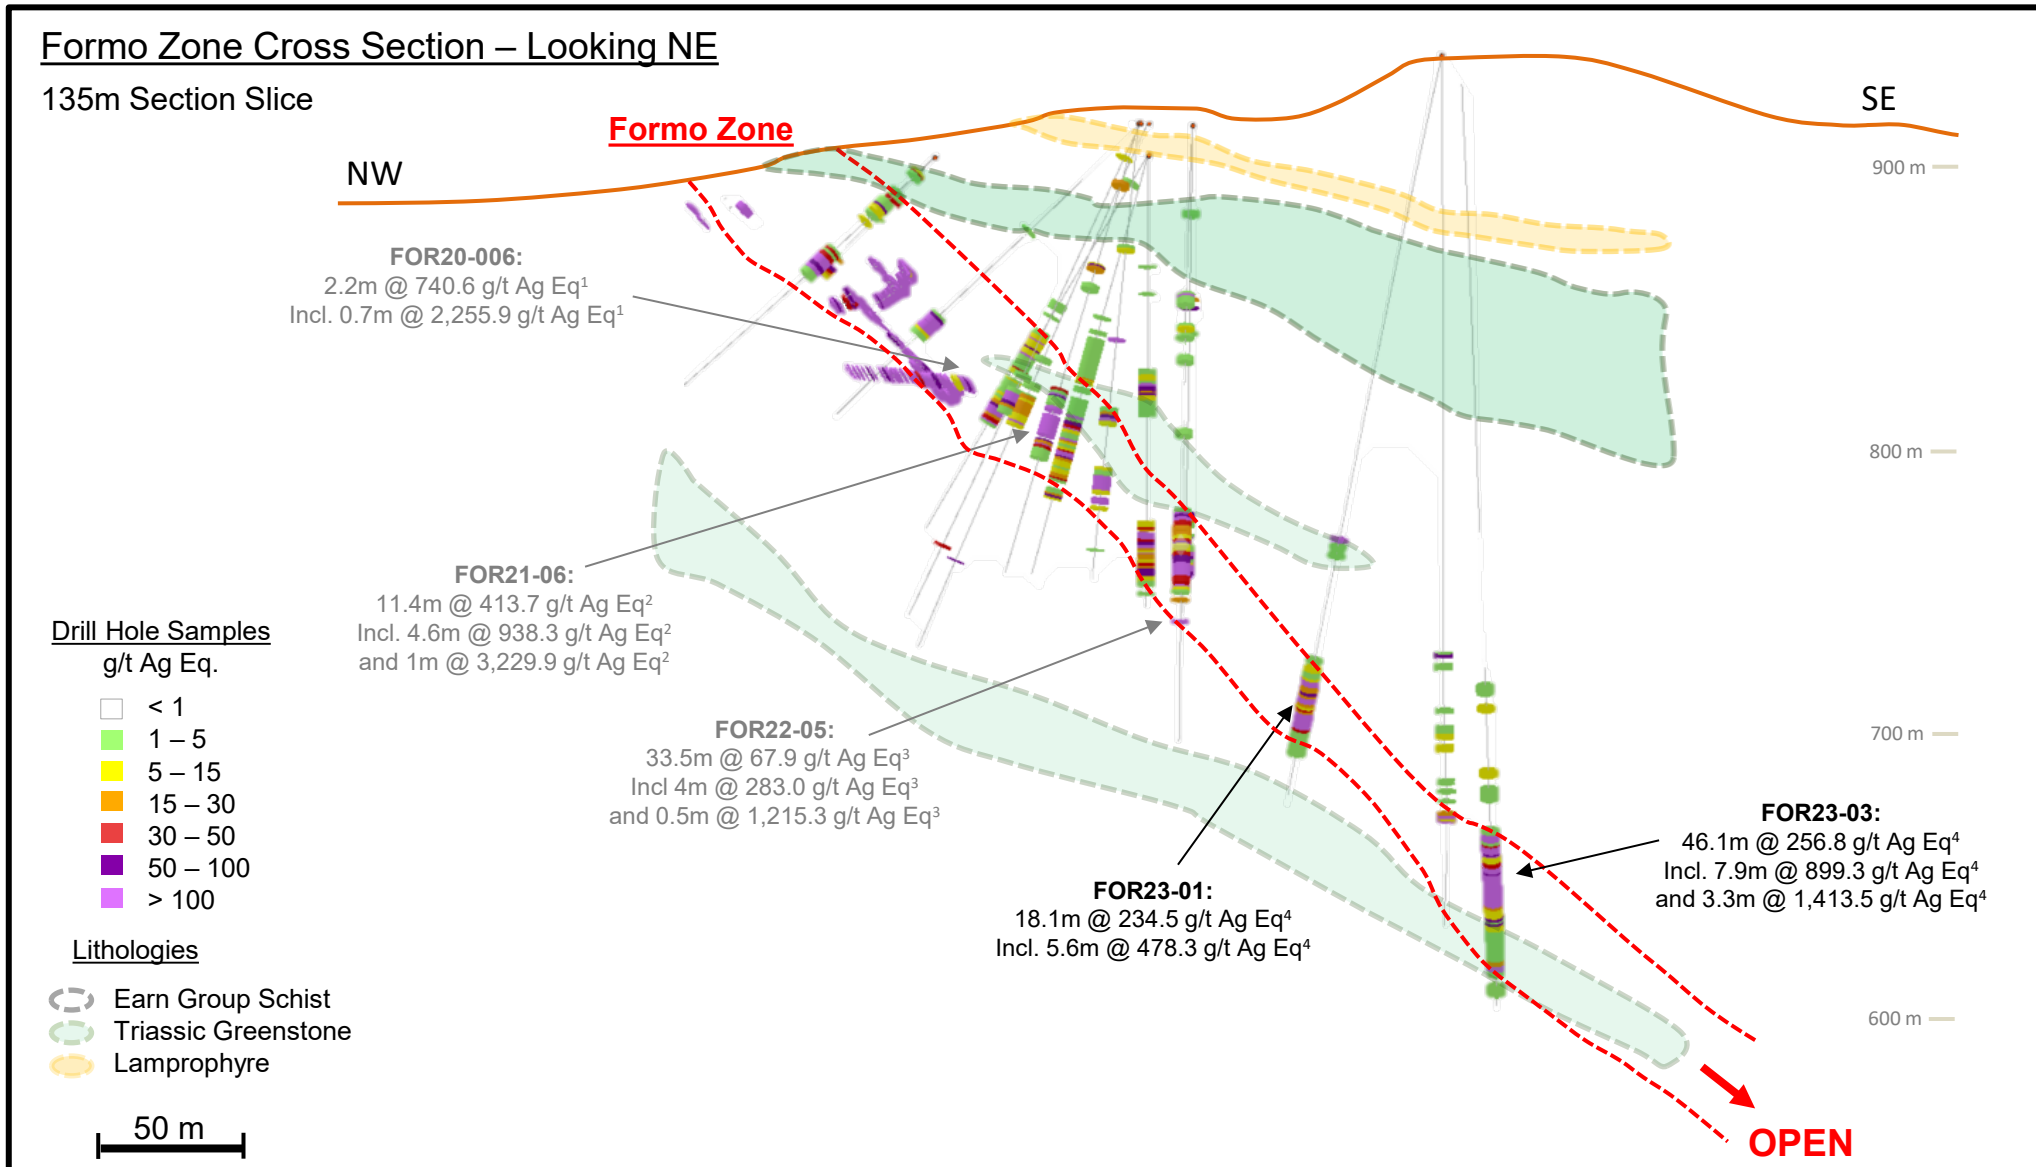 Formo Zone Cross Section – Looking NE
135m Section Slice
SE
Formo Zone
NW
900 m
FOR20-006:
2.2m @ 740.6 g/t Ag Eq1
Incl. 0.7m @ 2,255.9 g/t Ag Eq1
800 m
FOR21-06:
11.4m @ 413.7 g/t Ag Eq2
Incl. 4.6m @ 938.3 g/t Ag Eq2
and 1m @ 3,229.9 g/t Ag Eq2
Drill Hole Samples
g/t Ag Eq.
< 1
1 – 5
5 – 15
15 – 30
30 – 50
50 – 100
> 100
FOR22-05:
33.5m @ 67.9 g/t Ag Eq3
Incl 4m @ 283.0 g/t Ag Eq3
and 0.5m @ 1,215.3 g/t Ag Eq3
700 m
FOR23-03:
46.1m @ 256.8 g/t Ag Eq4
Incl. 7.9m @ 899.3 g/t Ag Eq4
and 3.3m @ 1,413.5 g/t Ag Eq4
FOR23-01:
18.1m @ 234.5 g/t Ag Eq4
Incl. 5.6m @ 478.3 g/t Ag Eq4
Lithologies
Earn Group Schist
Triassic Greenstone
Lamprophyre
600 m
50 m
OPEN